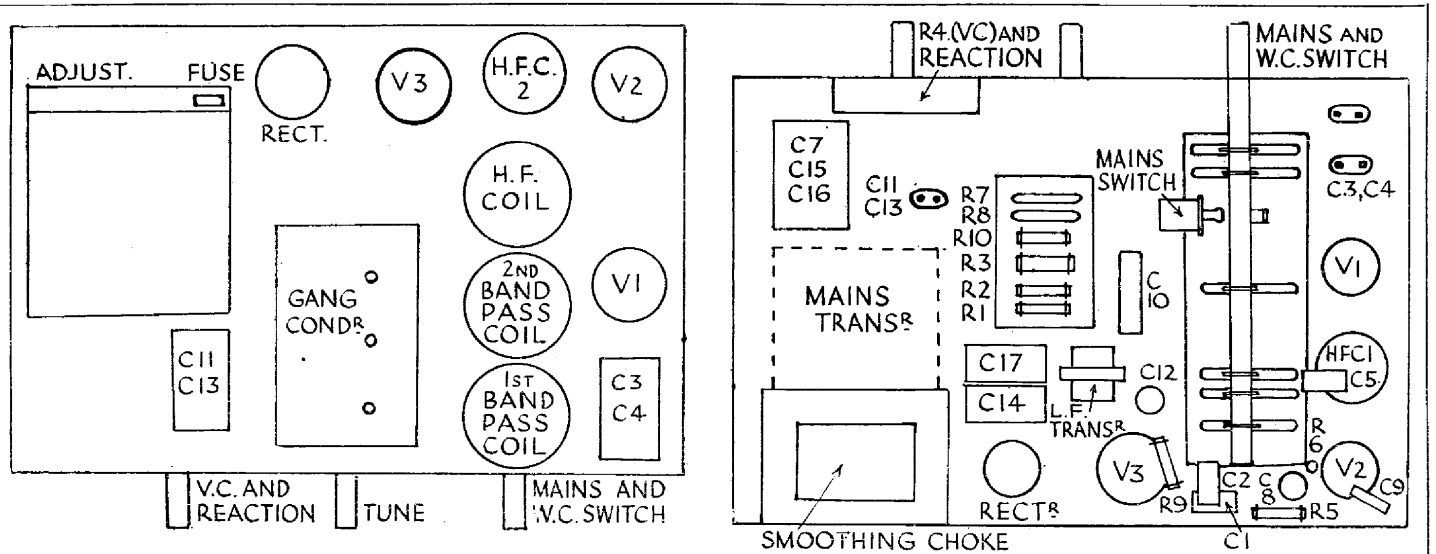 ADJUST.
FUSE
RECT.
V3
H.F.C.
2
V2
H.F.
COIL
GANG
CONDR
2ND
BAND
PASS
COIL
V1
C11
C13
1ST
BAND
PASS
COIL
C3
C4
V.C. AND
REACTION
TUNE
MAINS AND
W.C. SWITCH
R4.(VC) AND
REACTION
MAINS AND
W.C. SWITCH
C7
C15
C16
C11
C13
R7
R8
R10
R3
R2
R1
MAINS
SWITCH
C3,C4
MAINS
TRANSR
C
10
V1
C17
C14
L.F.
TRANSR
C12
HFC1
C5
R
6
SMOOTHING CHOKE
RECTR
V3
R9
C2
C1
C
8
R5
V2
C9